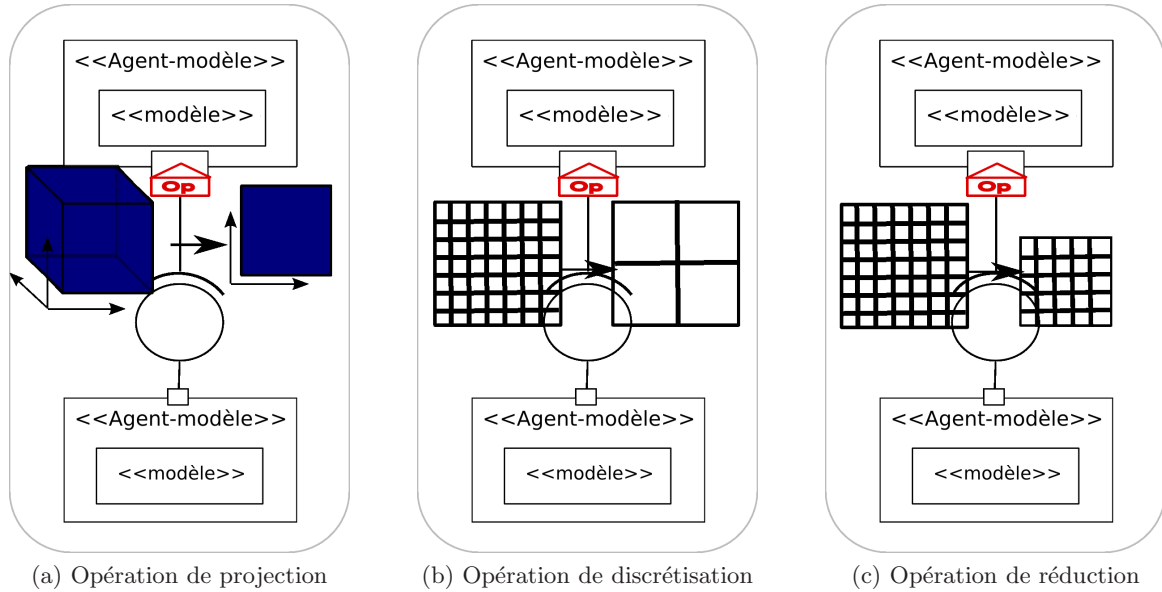 <<Agent-modèle>>
<<modèle>>
Op
<<Agent-modèle>>
<<modèle>>
(a) Opération de projection
<<Agent-modèle>>
<<modèle>>
Op
<<Agent-modèle>>
<<modèle>>
(b) Opération de discrétisation
<<Agent-modèle>>
<<modèle>>
Op
<<Agent-modèle>>
<<modèle>>
(c) Opération de réduction